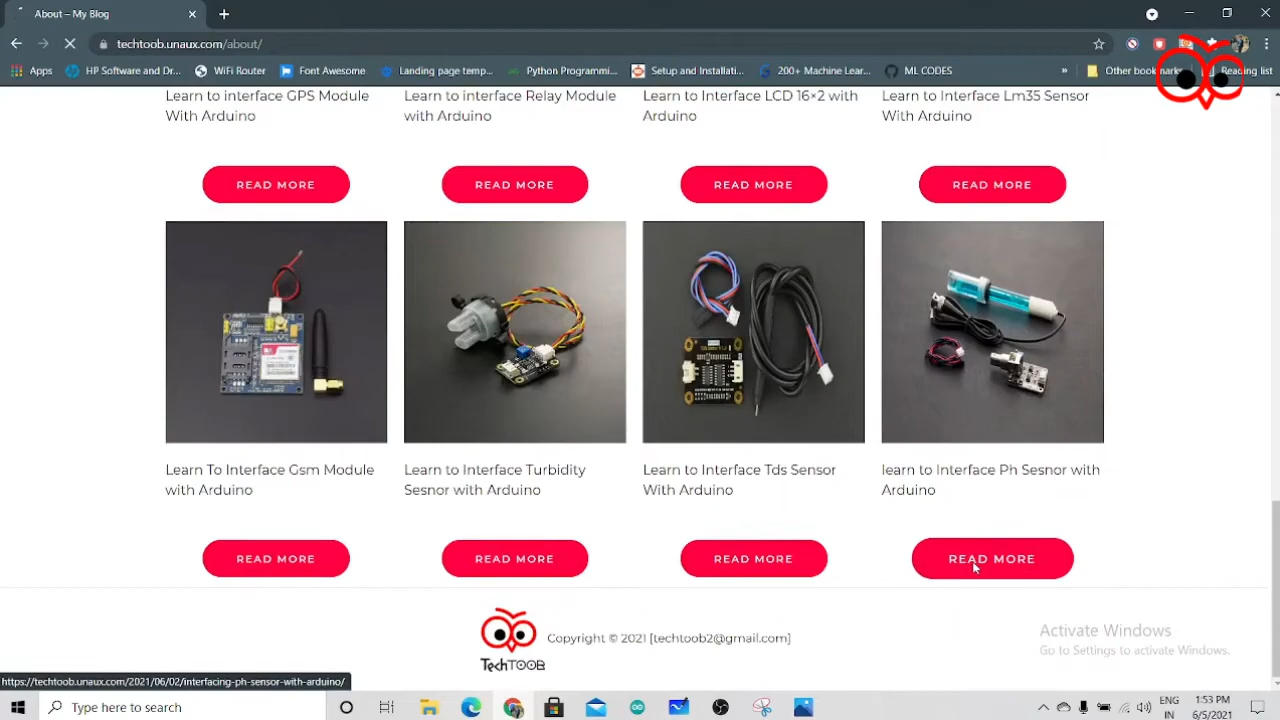 About – My Blog
techtoob.unaux.com/about/
Apps
HP Software and Dr...
WiFi Router
Font Awesome
Landing page temp...
Python Programmi...
Setup and Installati...
200+ Machine Lear...
ML CODES
»
Other bookmarks
Reading list
Learn to interface GPS Module
With Arduino
Learn to interface Relay Module
with Arduino
Learn to Interface LCD 16×2 with
Arduino
Learn to Interface Lm35 Sensor
With Arduino
READ MORE
READ MORE
READ MORE
READ MORE
Learn To Interface Gsm Module
with Arduino
Learn to Interface Turbidity
Sesnor with Arduino
Learn to Interface Tds Sensor
With Arduino
learn to Interface Ph Sesnor with
Arduino
READ MORE
READ MORE
READ MORE
READ MORE
TechTOOB
Copyright © 2021 [techtoob2@gmail.com]
Activate Windows
Go to Settings to activate Windows.
https://techtoob.unaux.com/2021/06/02/interfacing-ph-sensor-with-arduino/
Type here to search
ENG
IN
1:53 PM
6/5/2021